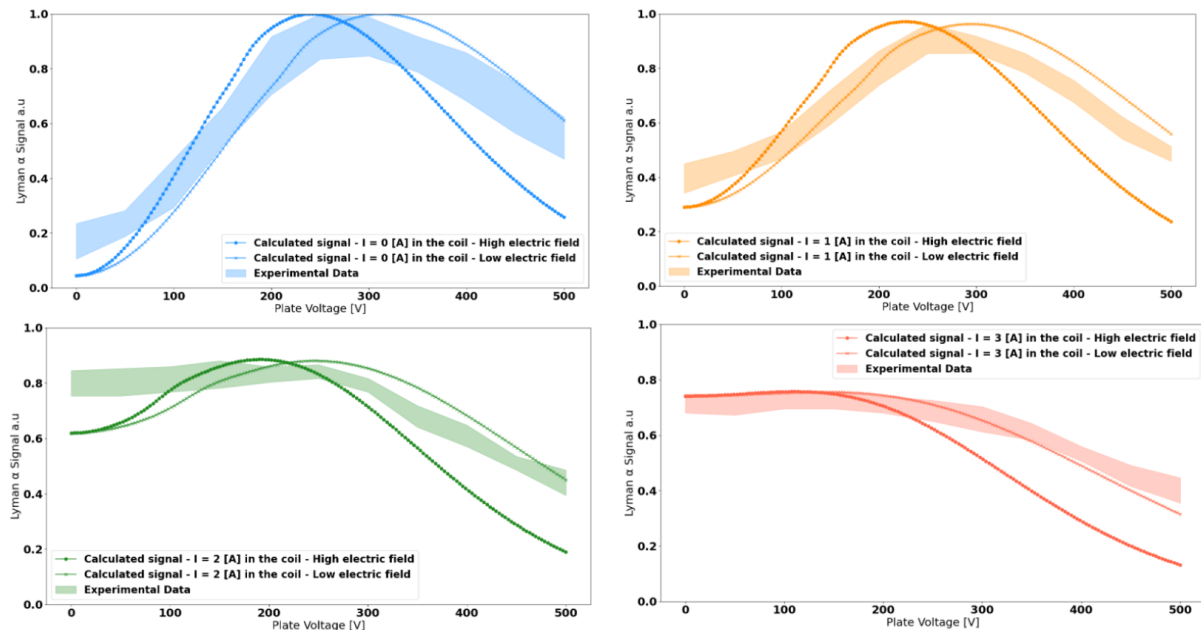 1.0
0.8
0.6
0.4
0.2
0.0
Lyman α Signal a.u
Calculated signal - I = 0 [A] in the coil - High electric field
Calculated signal - I = 0 [A] in the coil - Low electric field
Experimental Data
0 100 200 300 400 500
Plate Voltage [V]
1.0
0.8
0.6
0.4
0.2
0.0
Lyman α Signal a.u
Calculated signal - I = 1 [A] in the coil - High electric field
Calculated signal - I = 1 [A] in the coil - Low electric field
Experimental Data
0 100 200 300 400 500
Plate Voltage [V]
1.0
0.8
0.6
0.4
0.2
0.0
Lyman α Signal a.u
Calculated signal - I = 2 [A] in the coil - High electric field
Calculated signal - I = 2 [A] in the coil - Low electric field
Experimental Data
0 100 200 300 400 500
Plate Voltage [V]
1.0
0.8
0.6
0.4
0.2
0.0
Lyman α Signal a.u
Calculated signal - I = 3 [A] in the coil - High electric field
Calculated signal - I = 3 [A] in the coil - Low electric field
Experimental Data
0 100 200 300 400 500
Plate Voltage [V]